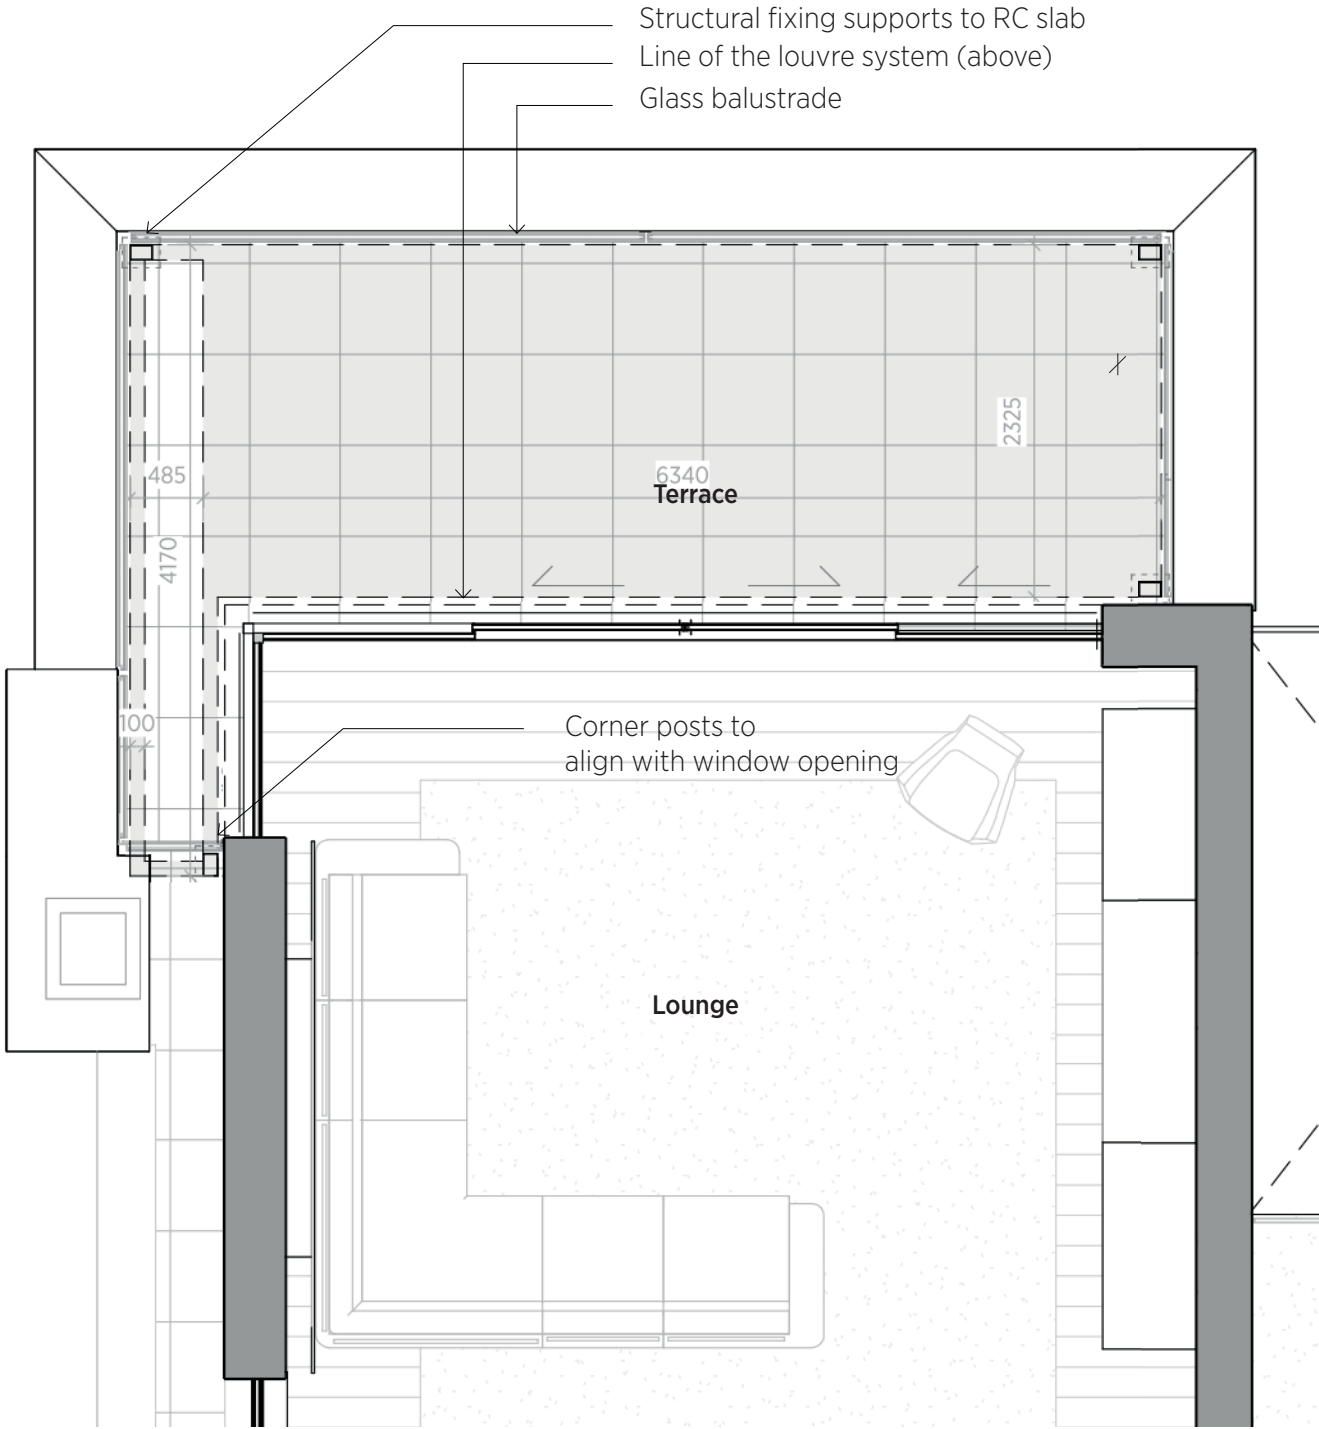 Structural fixing supports to RC slab
Line of the louvre system (above)
Glass balustrade
2325
485
6340
Terrace
4170
100
Corner posts to
align with window opening
Lounge